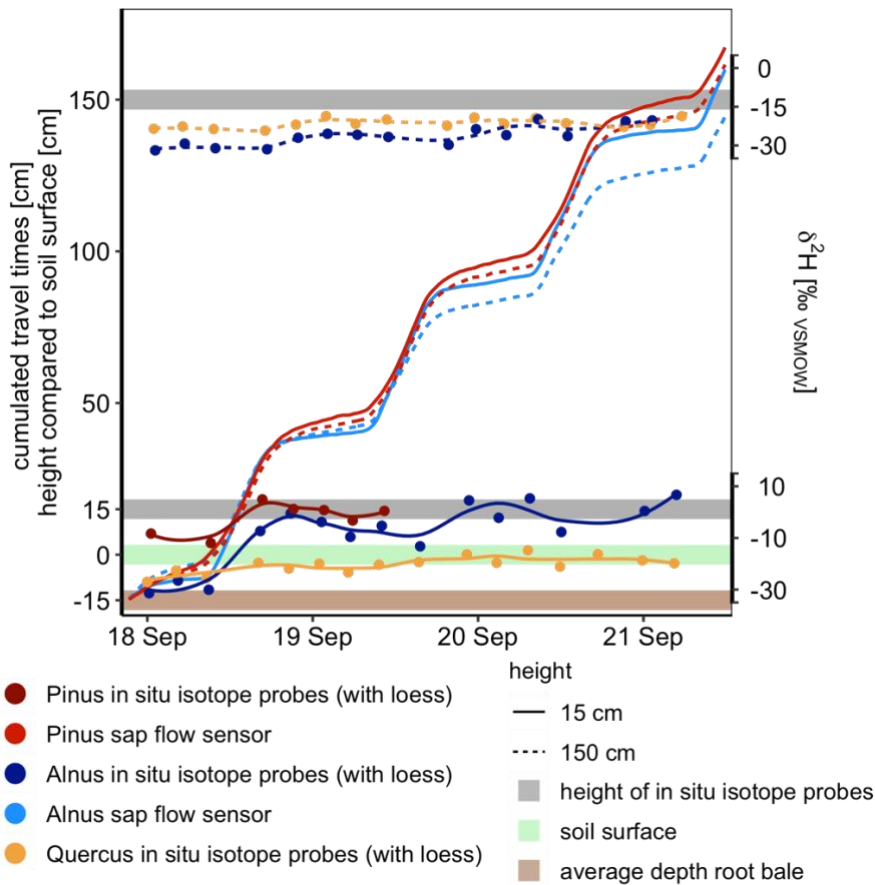 cumulated travel times [cm]
height compared to soil surface [cm]
150
100
50
15
0
-15
0
-15
-30
δ²H [‰ VSMOW]
10
-10
-30
18 Sep
19 Sep
20 Sep
21 Sep
Pinus in situ isotope probes (with loess)
Pinus sap flow sensor
Alnus in situ isotope probes (with loess)
Alnus sap flow sensor
Quercus in situ isotope probes (with loess)
height
15 cm
150 cm
height of in situ isotope probes
soil surface
average depth root bale